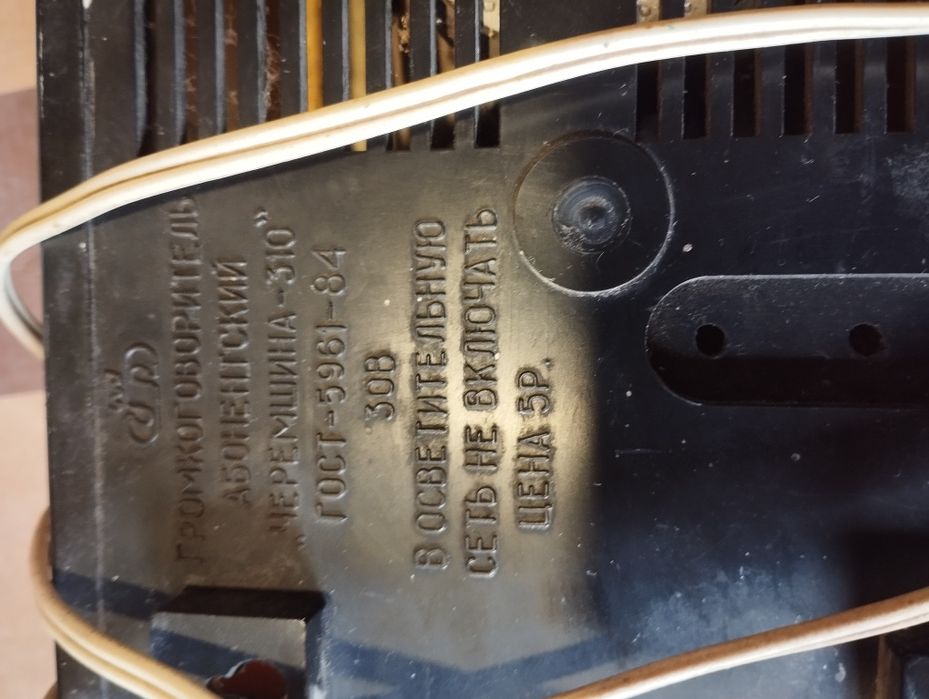 ГРОМКОГОВОРИТЕЛЬ
АБОНЕНТСКИЙ
„ЧЕРЕМШИНА-310”
ГОСТ-5961-84
30В
В ОСВЕТИТЕЛЬНУЮ
СЕТЬ НЕ ВКЛЮЧАТЬ
ЦЕНА 5Р.